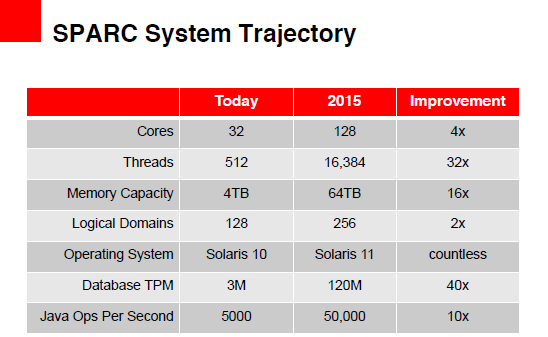 SPARC System Trajectory
Today 2015 Improvement
Cores 32 128 4x
Threads 512 16,384 32x
Memory Capacity 4TB 64TB 16x
Logical Domains 128 256 2x
Operating System Solaris 10 Solaris 11 countless
Database TPM 3M 120M 40x
Java Ops Per Second 5000 50,000 10x